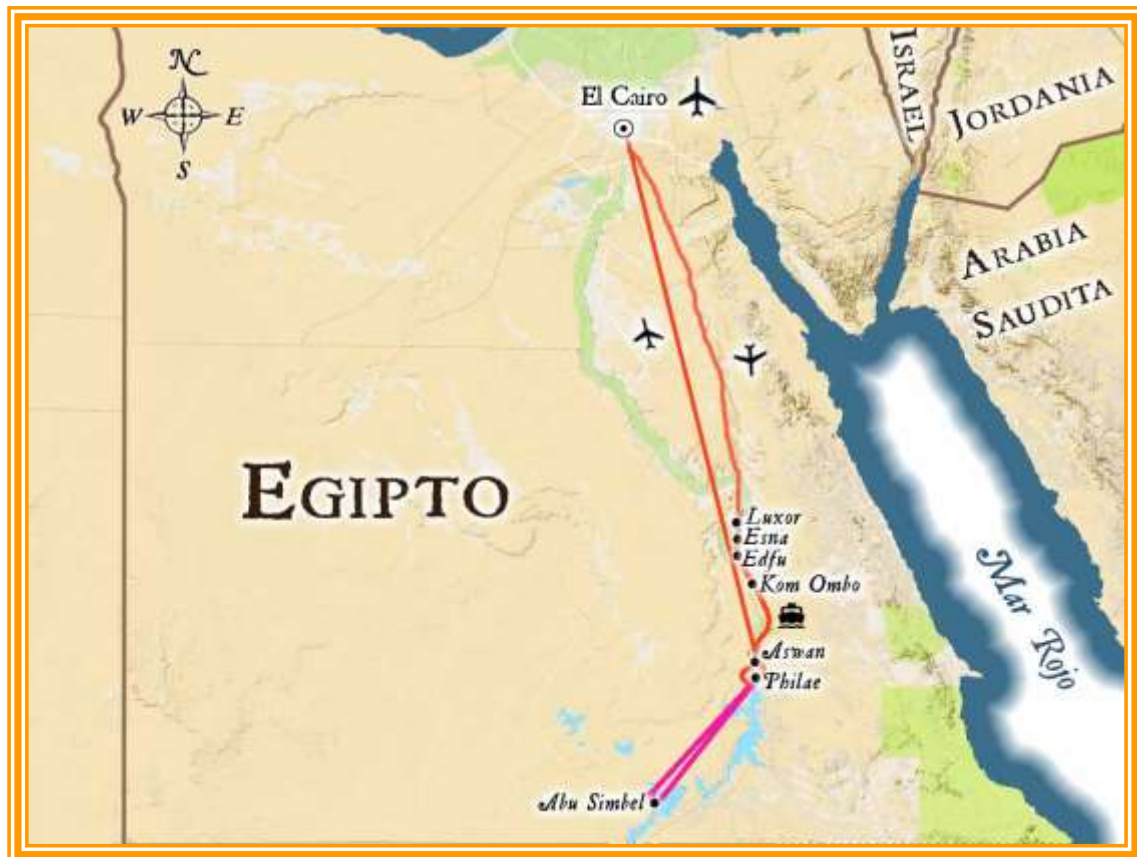 N
W E
S
El Cairo
ISRAEL
JORDANIA
ARABIA
SAUDITA
EGIPTO
Luxor
Esna
Edfu
Kom Ombo
Aswan
Philae
Abu Simbel
Mar Rojo